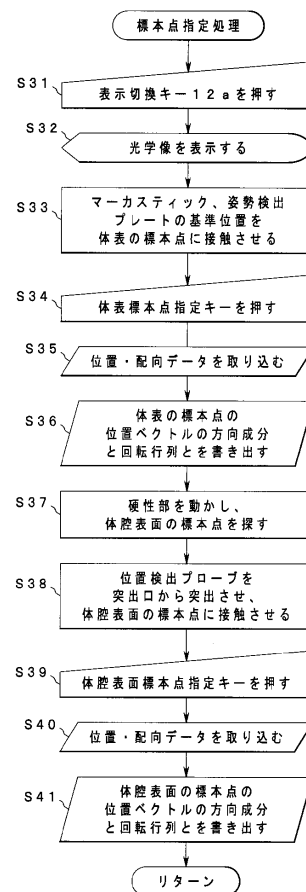 標本点指定処理
S31
表示切換キー12aを押す
S32
光学像を表示する
S33
マーカスティック、姿勢検出
プレートの基準位置を
体表の標本点に接触させる
S34
体表標本点指定キーを押す
S35
位置・配向データを取り込む
S36
体表の標本点の
位置ベクトルの方向成分
と回転行列とを書き出す
S37
硬性部を動かし、
体腔表面の標本点を探す
S38
位置検出プローブを
突出口から突出させ、
体腔表面の標本点に接触させる
S39
体腔表面標本点指定キーを押す
S40
位置・配向データを取り込む
S41
体腔表面の標本点の
位置ベクトルの方向成分
と回転行列とを書き出す
リターン